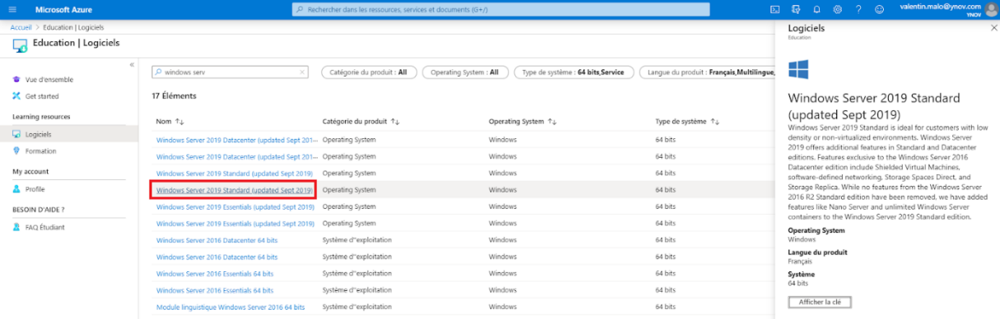 Microsoft Azure
Rechercher dans les ressources, services et documents (G+/)
valentin.malo@ynov.com
YNOV
Accueil > Education | Logiciels
Education | Logiciels
Vue d'ensemble
Get started
Learning resources
Logiciels
Formation
My account
Profile
BESOIN D'AIDE ?
FAQ Étudiant
windows serv
Catégorie du produit : All
Operating System : All
Type de système : 64 bits,Service
Langue du produit : Français,Multilingue,
17 Éléments
Nom ↑↓ Catégorie du produit ↑↓ Operating System ↑↓ Type de système ↑↓
Windows Server 2019 Datacenter (updated Sept 201... Operating System Windows 64 bits
Windows Server 2019 Datacenter (updated Sept 201... Operating System Windows 64 bits
Windows Server 2019 Standard (updated Sept 2019) Operating System Windows 64 bits
Windows Server 2019 Standard (updated Sept 2019) Operating System Windows 64 bits
Windows Server 2019 Essentials (updated Sept 2019) Operating System Windows 64 bits
Windows Server 2019 Essentials (updated Sept 2019) Operating System Windows 64 bits
Windows Server 2016 Datacenter 64 bits Système d''exploitation Windows 64 bits
Windows Server 2016 Datacenter 64 bits Système d''exploitation Windows 64 bits
Windows Server 2016 Essentials 64 bits Système d''exploitation Windows 64 bits
Windows Server 2016 Essentials 64 bits Système d''exploitation Windows 64 bits
Module linguistique Windows Server 2016 64 bits Système d''exploitation Windows 64 bits
Logiciels
Education
Windows Server 2019 Standard
(updated Sept 2019)
Windows Server 2019 Standard is ideal for customers with low
density or non-virtualized environments. Windows Server
2019 offers additional features in Standard and Datacenter
editions. Features exclusive to the Windows Server 2016
Datacenter edition include Shielded Virtual Machines,
software-defined networking, Storage Spaces Direct, and
Storage Replica. While no features from the Windows Server
2016 R2 Standard edition have been removed, we have added
features like Nano Server and unlimited Windows Server
containers to the Windows Server 2019 Standard edition.
Operating System
Windows
Langue du produit
Français
Système
64 bits
Afficher la clé